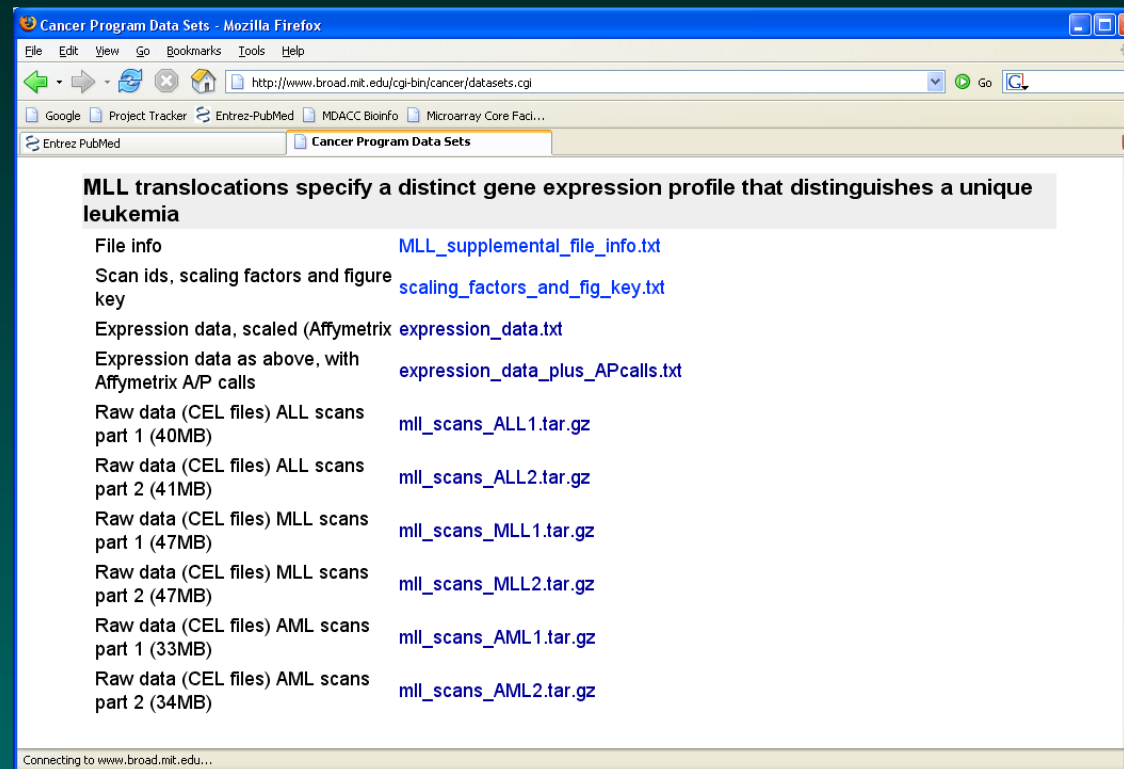 Cancer Program Data Sets - Mozilla Firefox
File Edit View Go Bookmarks Tools Help
http://www.broad.mit.edu/cgi-bin/cancer/datasets.cgi Go G
Google Project Tracker Entrez-PubMed MDACC Bioinfo Microarray Core Faci...
Entrez PubMed Cancer Program Data Sets
MLL translocations specify a distinct gene expression profile that distinguishes a unique
leukemia
File info MLL_supplemental_file_info.txt
Scan ids, scaling factors and figure
key scaling_factors_and_fig_key.txt
Expression data, scaled (Affymetrix expression_data.txt
Expression data as above, with
Affymetrix A/P calls expression_data_plus_APcalls.txt
Raw data (CEL files) ALL scans
part 1 (40MB) mll_scans_ALL1.tar.gz
Raw data (CEL files) ALL scans
part 2 (41MB) mll_scans_ALL2.tar.gz
Raw data (CEL files) MLL scans
part 1 (47MB) mll_scans_MLL1.tar.gz
Raw data (CEL files) MLL scans
part 2 (47MB) mll_scans_MLL2.tar.gz
Raw data (CEL files) AML scans
part 1 (33MB) mll_scans_AML1.tar.gz
Raw data (CEL files) AML scans
part 2 (34MB) mll_scans_AML2.tar.gz
Connecting to www.broad.mit.edu...